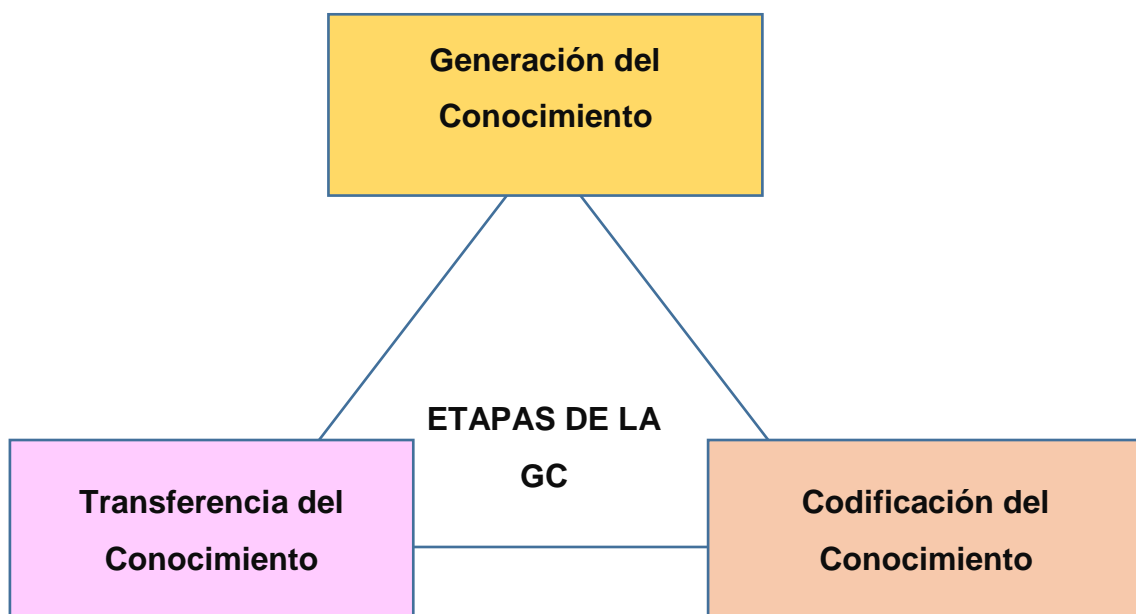 Generación del
Conocimiento
ETAPAS DE LA
GC
Transferencia del
Conocimiento
Codificación del
Conocimiento